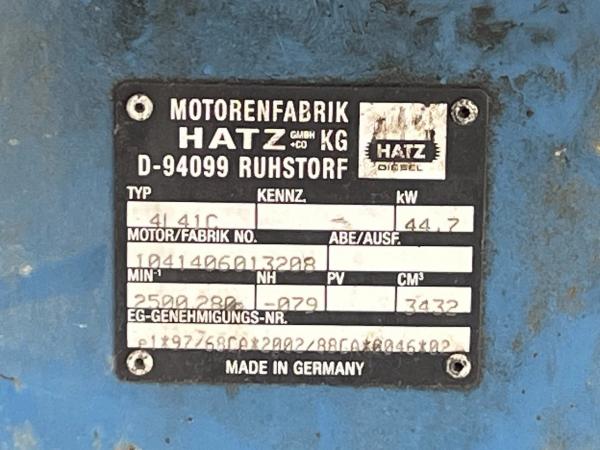 MOTORENFABRIK
HATZ GMBH +CO KG
D-94099 RUHSTORF
HATZ
DIESEL
TYP KENNZ. kW
4L41C - 44.7
MOTOR/FABRIK NO. ABE/AUSF.
1041406013208
MIN⁻¹ NH PV CM³
2500 280 -079 3432
EG-GENEHMIGUNGS-NR.
e1*97/68CA*2002/88CA*0046*02
MADE IN GERMANY